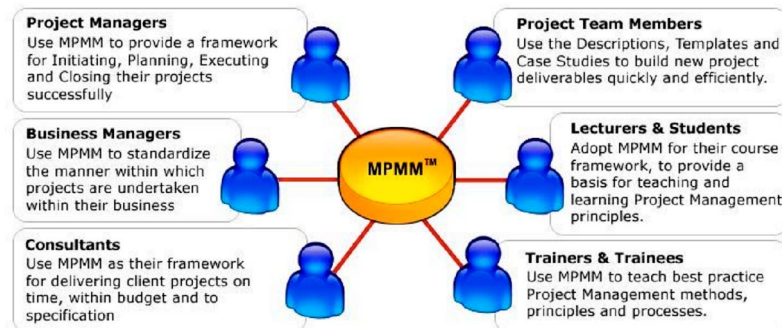 Project Managers
Use MPMM to provide a framework
for Initiating, Planning, Executing
and Closing their projects
successfully
Business Managers
Use MPMM to standardize
the manner within which
projects are undertaken
within their business
Consultants
Use MPMM as their framework
for delivering client projects on
time, within budget and to
specification
MPMM™
Project Team Members
Use the Descriptions, Templates and
Case Studies to build new project
deliverables quickly and efficiently.
Lecturers & Students
Adopt MPMM for their course
framework, to provide a
basis for teaching and
learning Project Management
principles.
Trainers & Trainees
Use MPMM to teach best practice
Project Management methods,
principles and processes.